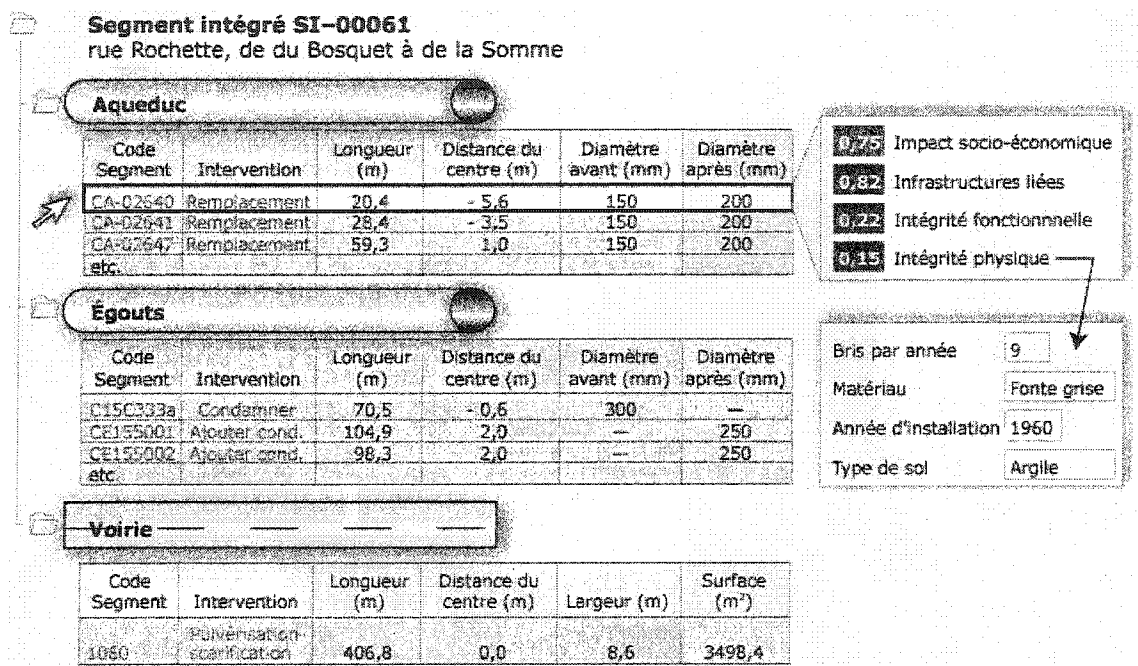 Segment intégré SI–00061
rue Rochette, de du Bosquet à de la Somme
Aqueduc
Code Segment Intervention Longueur (m) Distance du centre (m) Diamètre avant (mm) Diamètre après (mm)
CA-02640 Remplacement 20,4 - 5,6 150 200
CA-02641 Remplacement 28,4 - 3,5 150 200
CA-02647 Remplacement 59,3 1,0 150 200
etc.
0,75 Impact socio-économique
0,82 Infrastructures liées
0,22 Intégrité fonctionnnelle
0,15 Intégrité physique
Égouts
Code Segment Intervention Longueur (m) Distance du centre (m) Diamètre avant (mm) Diamètre après (mm)
C15C333a Condamner 70,5 - 0,6 300 —
CE155001 Ajouter cond. 104,9 2,0 — 250
CE155002 Ajouter cond. 98,3 2,0 — 250
etc.
Bris par année 9
Matériau Fonte grise
Année d'installation 1960
Type de sol Argile
Voirie
Code Segment Intervention Longueur (m) Distance du centre (m) Largeur (m) Surface (m²)
1060 Pulvérisation scarification 406,8 0,0 8,6 3498,4